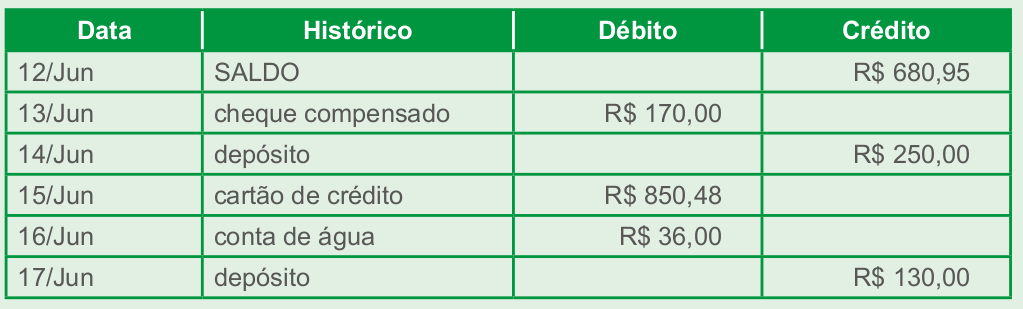 Data Histórico Débito Crédito
12/Jun SALDO R$ 680,95
13/Jun cheque compensado R$ 170,00
14/Jun depósito R$ 250,00
15/Jun cartão de crédito R$ 850,48
16/Jun conta de água R$ 36,00
17/Jun depósito R$ 130,00